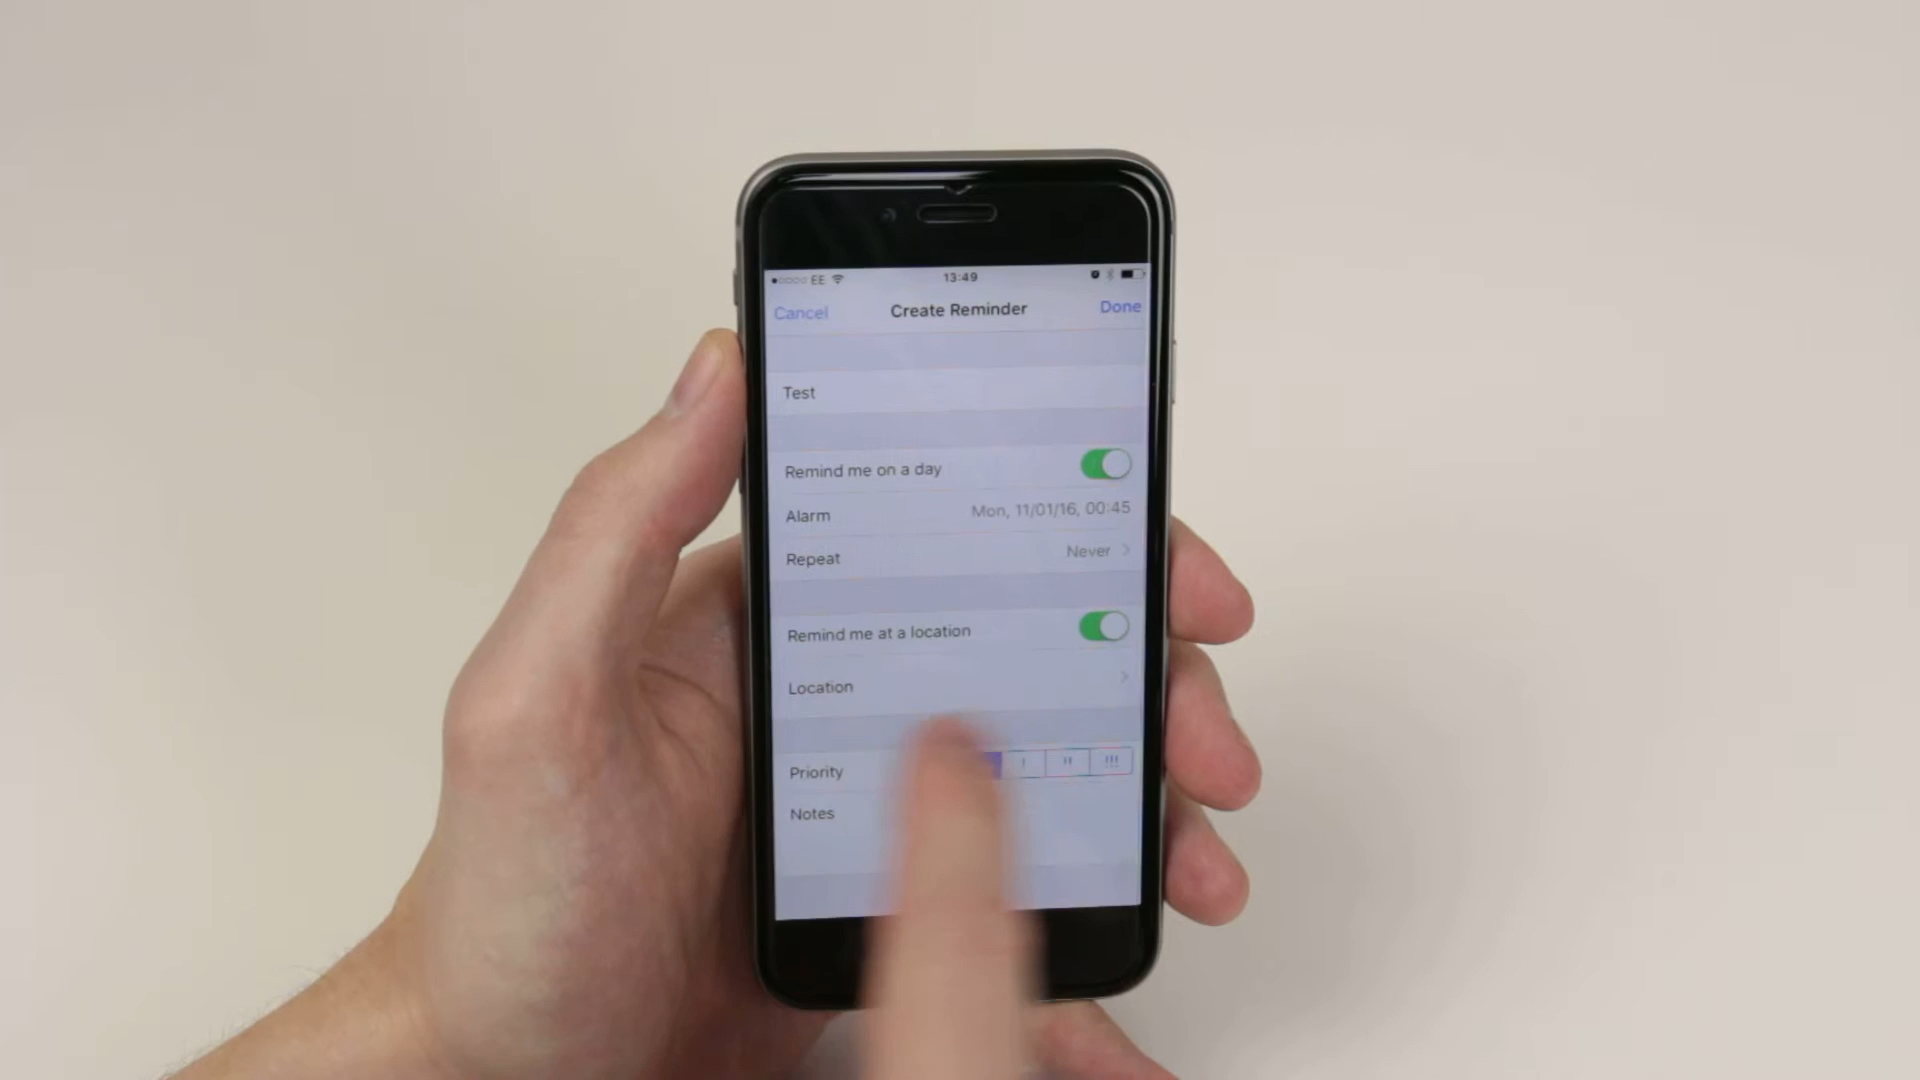 EE 13:49
Cancel Create Reminder Done
Test
Remind me on a day
Alarm Mon, 11/01/16, 00:45
Repeat Never >
Remind me at a location
Location >
Priority ! !! !!!
Notes